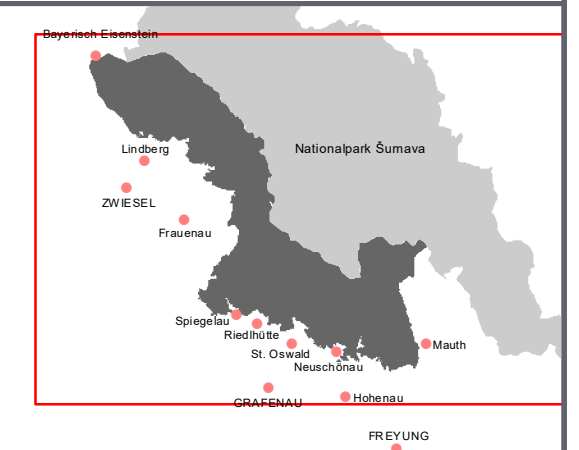 Bayerisch Eisenstein
Lindberg
Nationalpark Šumava
ZWIESEL
Frauenau
Spiegelau
Riedlhütte
St. Oswald
Mauth
Neuschönau
GRAFENAU
Hohenau
FREYUNG